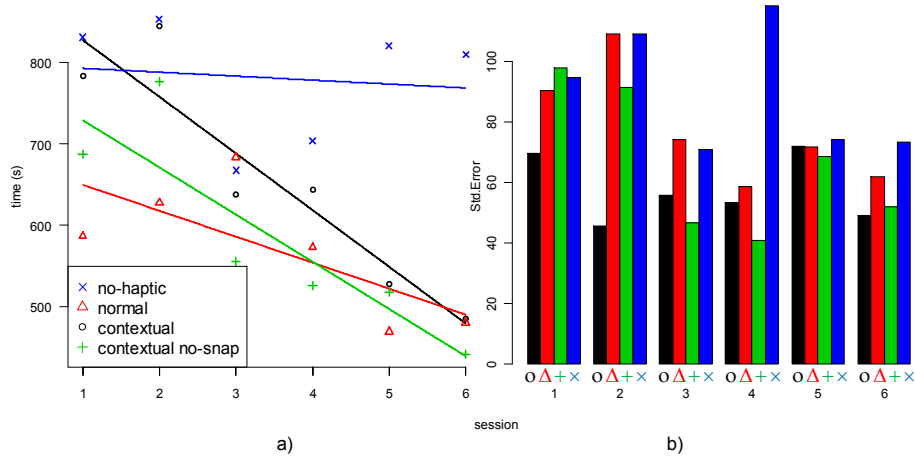 800
700
600
500
time (s)
no-haptic
normal
contextual
contextual no-snap
1 2 3 4 5 6
a)
session
100
80
60
40
20
0
Std.Error
o Δ + × o Δ + × o Δ + × o Δ + × o Δ + × o Δ + ×
1 2 3 4 5 6
b)